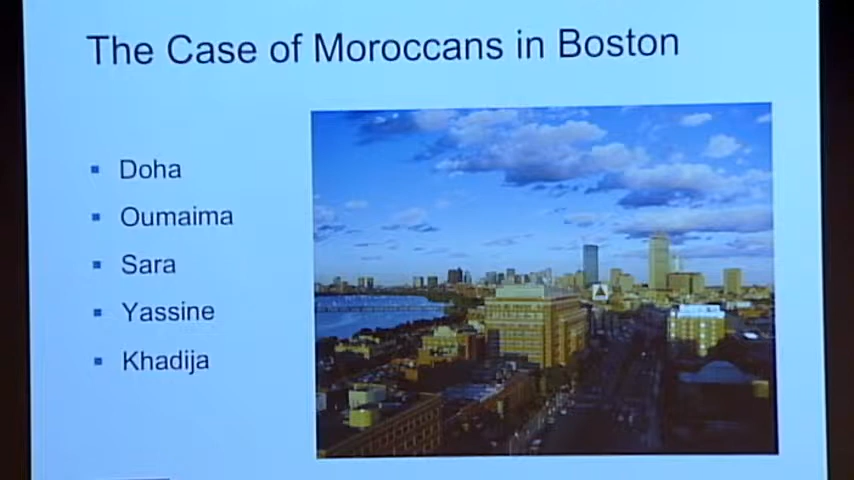 The Case of Moroccans in Boston
Doha
Oumaima
Sara
Yassine
Khadija